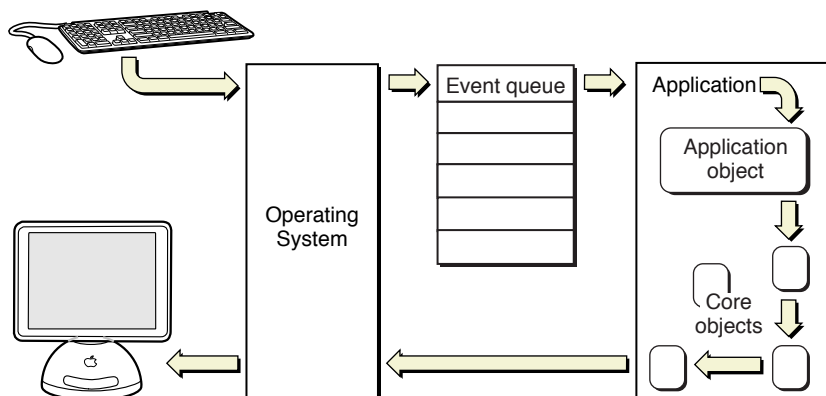 Event queue
Application
Application
object
Operating
System
Core
objects